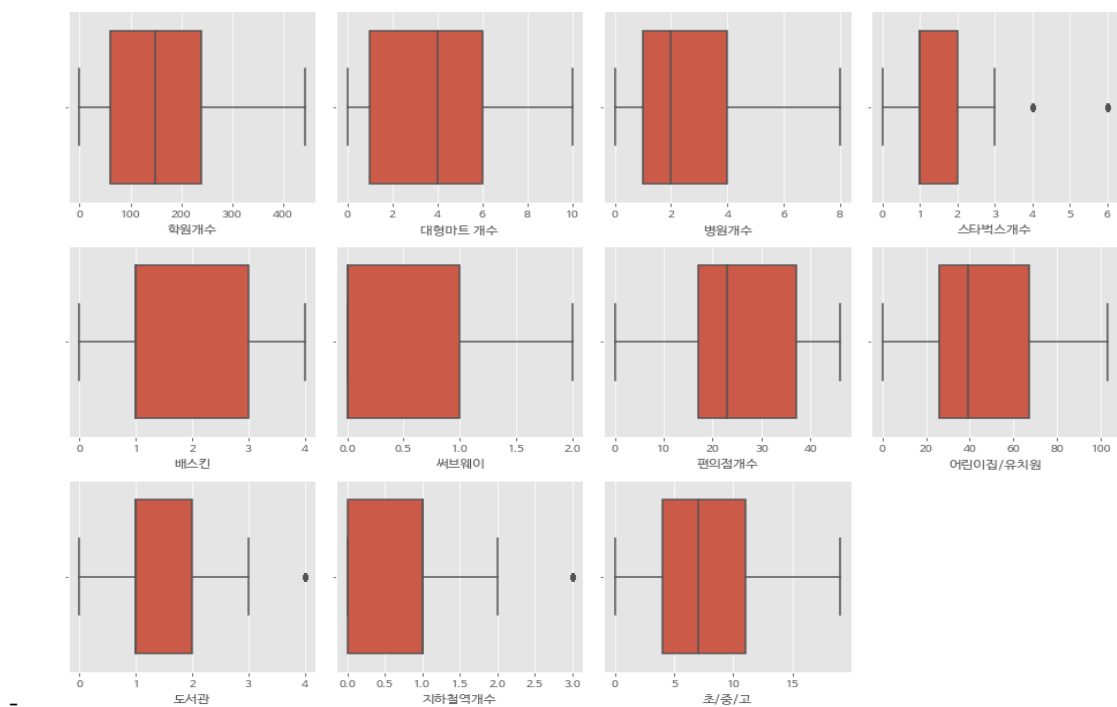 0 100 200 300 400
학원개수
0 2 4 6 8 10
대형마트 개수
0 2 4 6 8
병원개수
0 1 2 3 4 5 6
스타벅스개수
0 1 2 3 4
배스킨
0.0 0.5 1.0 1.5 2.0
써브웨이
0 10 20 30 40
편의점개수
0 20 40 60 80 100
어린이집/유치원
0 1 2 3 4
도서관
0.0 0.5 1.0 1.5 2.0 2.5 3.0
지하철역개수
0 5 10 15
초/중/고